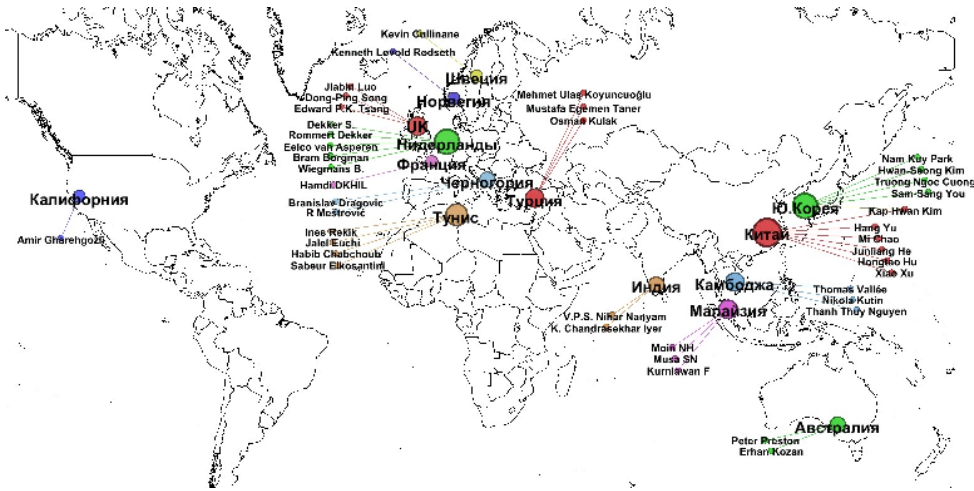 Kevin Cullinane
Kenneth Løvold Rødseth
Швеция
Норвегия
Jiabin Luo
Dong-Ping Song
Edward P.K. Tsang
UK
Mehmet Ulaş Koyuncuoğlu
Mustafa Egemen Taner
Osman Kulak
Dekker S.
Rommert Dekker
Eelco van Asperen
Bram Borgman
Wiegmans B.
Нидерланды
Франция
Hamdi DKHIL
Черногория
Branislav Dragovic
R Mestrovic
Тунис
Турция
Ines Rekik
Jalel Euchi
Habib Chabchoub
Sabeur Elkosantini
Калифорния
Amir Gharehgozli
Nam Kuy Park
Hwan-Seong Kim
Truong Ngoc Cuong
Sam-Sang You
Ю.Корея
Kap-Hwan Kim
Китай
Hang Yu
Mi Chao
Junliang He
Hongtao Hu
Xiao Xu
Индия
V.P.S. Nihar Nanyam
K. Chandrasekhar Iyer
Камбоджа
Thomas Vallée
Nikola Kutin
Thanh Thuy Nguyen
Малайзия
Moin NH
Musa SN
Kurniawan F
Австралия
Peter Preston
Erhan Kozan